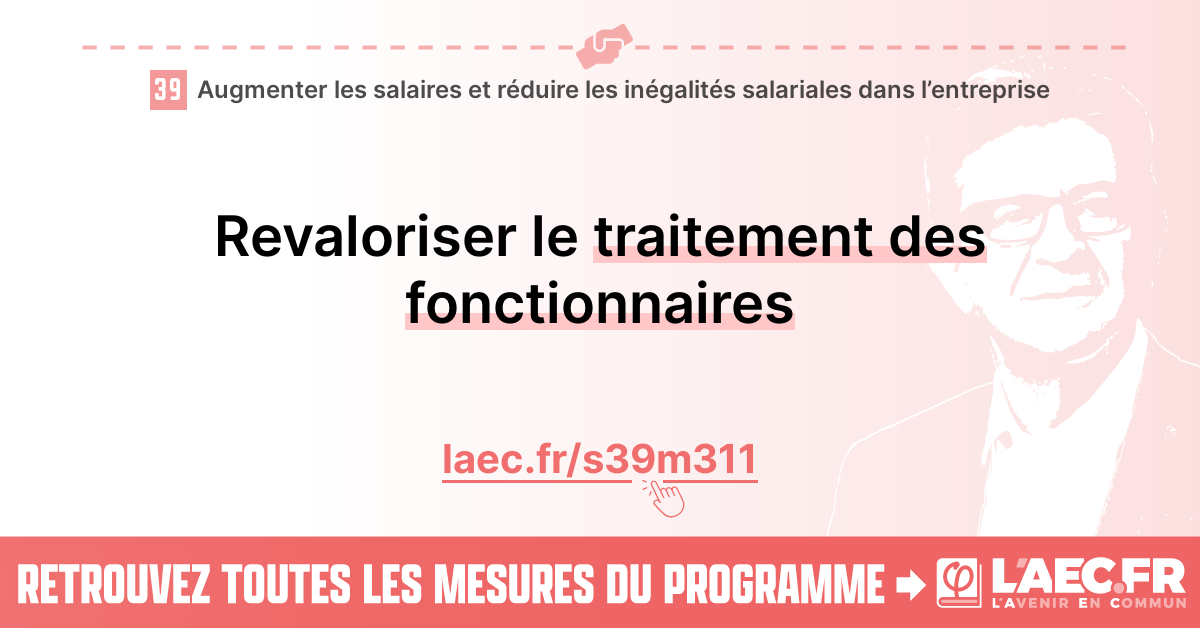 39 Augmenter les salaires et réduire les inégalités salariales dans l’entreprise
Revaloriser le traitement des
fonctionnaires
laec.fr/s39m311
RETROUVEZ TOUTES LES MESURES DU PROGRAMME
φ L'AEC.FR
L'AVENIR EN COMMUN